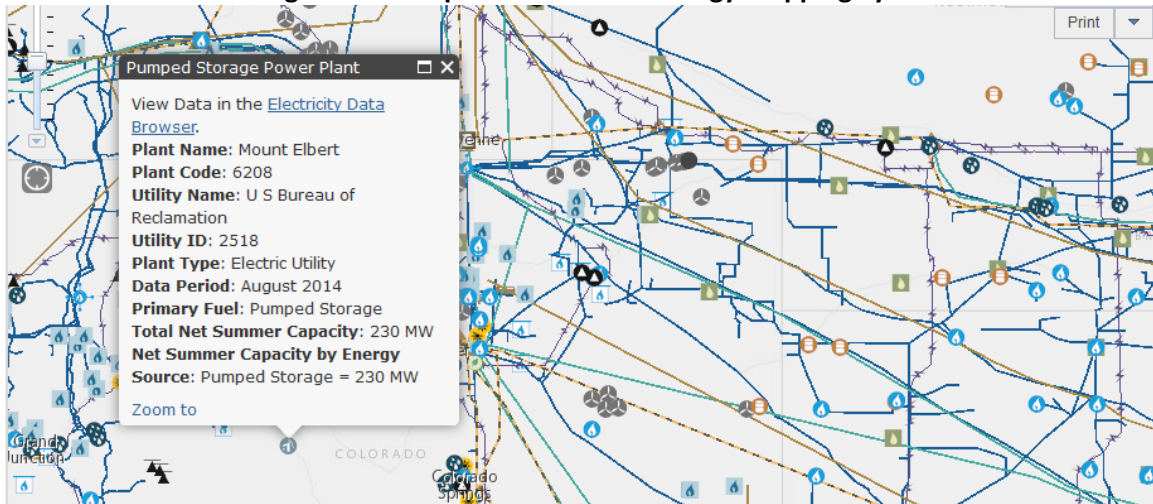 Print
Pumped Storage Power Plant
View Data in the Electricity Data
Browser.
Plant Name: Mount Elbert
Plant Code: 6208
Utility Name: U S Bureau of
Reclamation
Utility ID: 2518
Plant Type: Electric Utility
Data Period: August 2014
Primary Fuel: Pumped Storage
Total Net Summer Capacity: 230 MW
Net Summer Capacity by Energy
Source: Pumped Storage = 230 MW
Zoom to
Grand
Junction
COLORADO
Colorado
Springs